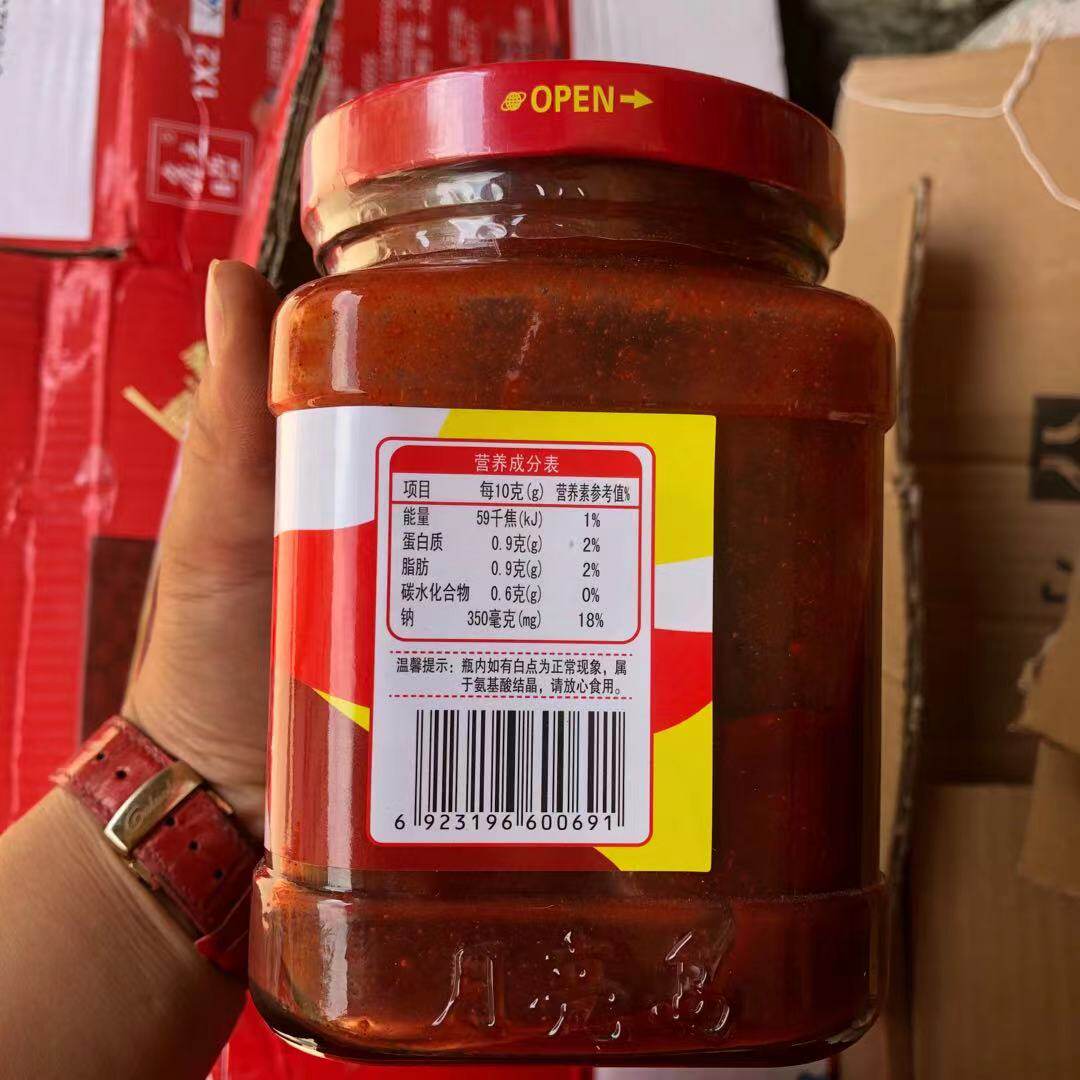 1X2
OPEN
营养成分表
项目 每10克(g) 营养素参考值%
能量 59千焦(kJ) 1%
蛋白质 0.9克(g) 2%
脂肪 0.9克(g) 2%
碳水化合物 0.6克(g) 0%
钠 350毫克(mg) 18%
温馨提示：瓶内如有白点为正常现象，属
于氨基酸结晶，请放心食用。
6 923196 600691
月亮岛